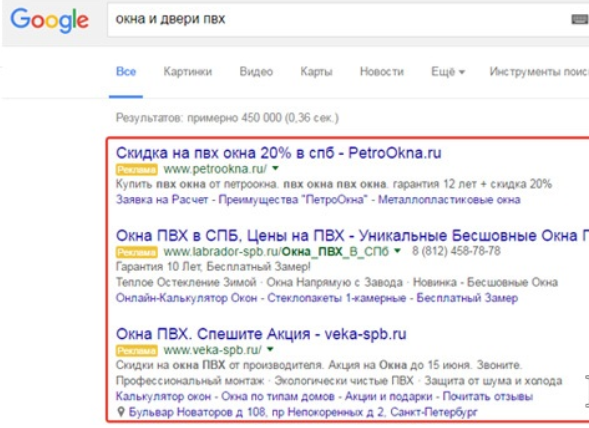 Google
окна и двери пвх
Все Картинки Видео Карты Новости Ещё Инструменты поис
Результатов: примерно 450 000 (0,36 сек.)
Скидка на пвх окна 20% в спб - PetroOkna.ru
Реклама www.petrookna.ru/
Купить пвх окна от петроокна. пвх окна пвх окна. гарантия 12 лет + скидка 20%
Заявка на Расчет - Преимущества "ПетроОкна" - Металлопластиковые окна
Окна ПВХ в СПБ, Цены на ПВХ - Уникальные Бесшовные Окна П
Реклама www.labrador-spb.ru/Окна_ПВХ_В_СПб 8 (812) 458-78-78
Гарантия 10 Лет, Бесплатный Замер!
Теплое Остекление Зимой · Окна Напрямую с Завода · Новинка - Бесшовные Окна
Онлайн-Калькулятор Окон - Стеклопакеты 1-камерные - Бесплатный Замер
Окна ПВХ. Спешите Акция - veka-spb.ru
Реклама www.veka-spb.ru/
Скидки на окна ПВХ от производителя. Акция на Окна до 15 июня. Звоните.
Профессиональный монтаж · Экологически чистые ПВХ · Защита от шума и холода
Калькулятор окон - Окна по типам домов - Акции и подарки - Почитать отзывы
Бульвар Новаторов д 108, пр Непокоренных д 2, Санкт-Петербург